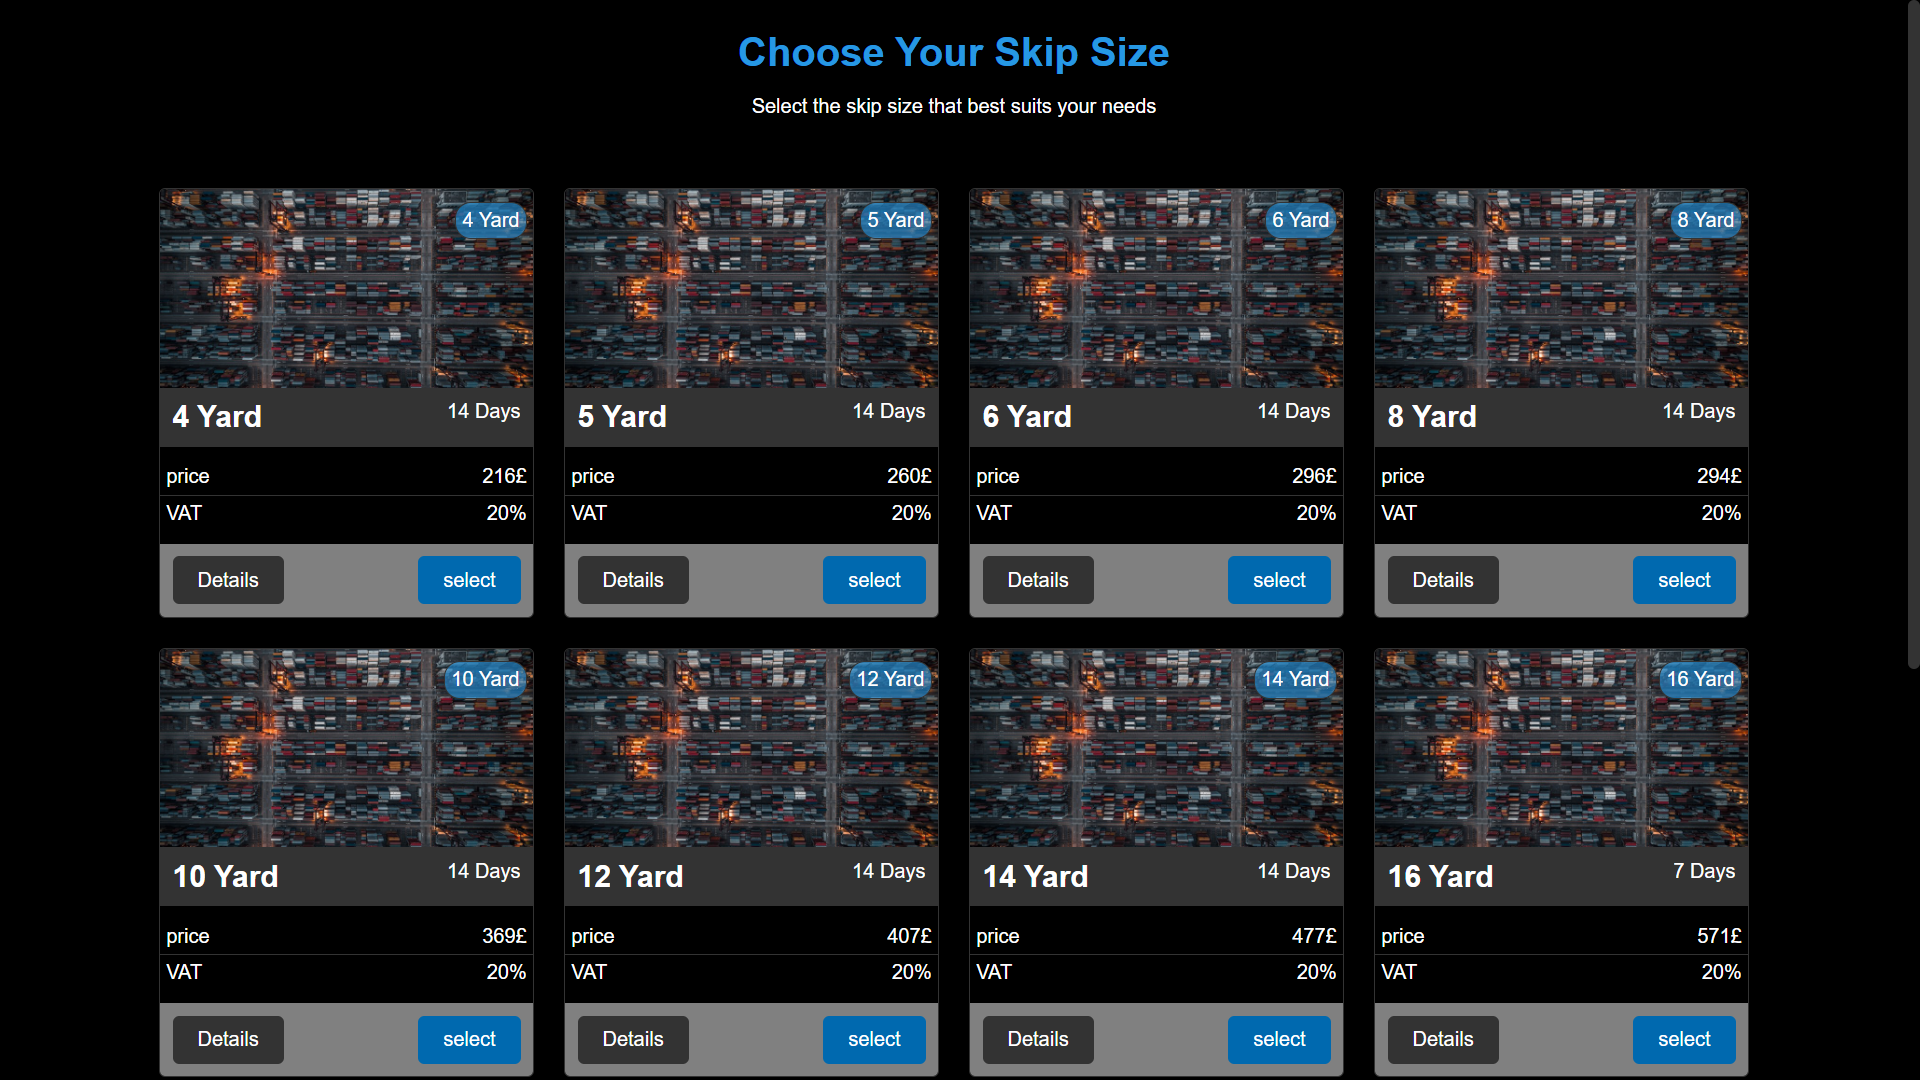 Choose Your Skip Size
Select the skip size that best suits your needs
4 Yard
5 Yard
6 Yard
8 Yard
4 Yard 14 Days
5 Yard 14 Days
6 Yard 14 Days
8 Yard 14 Days
price 216£
price 260£
price 296£
price 294£
VAT 20%
VAT 20%
VAT 20%
VAT 20%
Details select
Details select
Details select
Details select
10 Yard
12 Yard
14 Yard
16 Yard
10 Yard 14 Days
12 Yard 14 Days
14 Yard 14 Days
16 Yard 7 Days
price 369£
price 407£
price 477£
price 571£
VAT 20%
VAT 20%
VAT 20%
VAT 20%
Details select
Details select
Details select
Details select